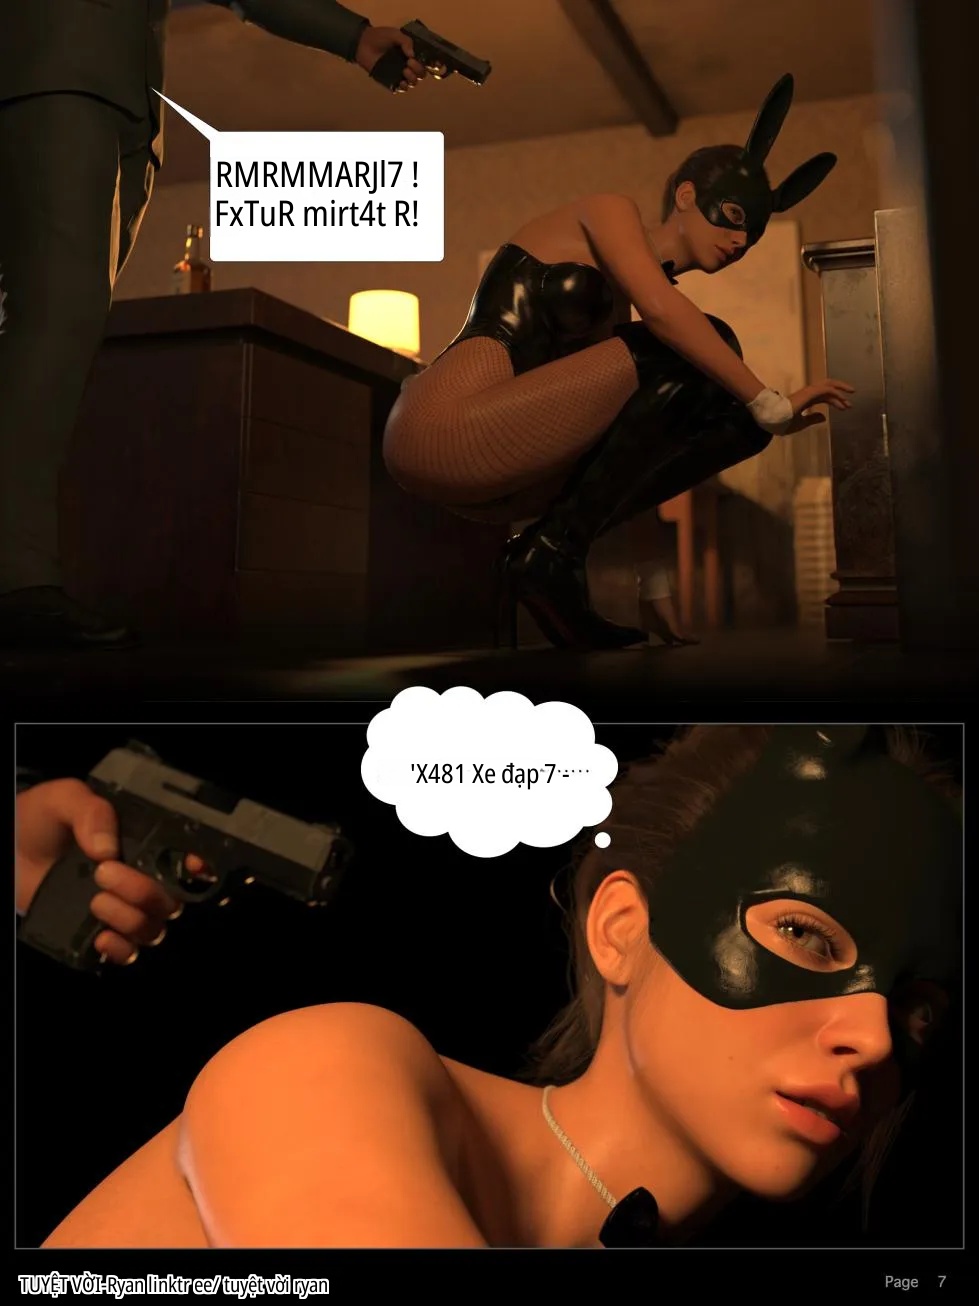 RMRMMARJl7 !
FxTuR mirt4t R!
'X481 Xe đạp 7 -·····
TUYỆT VỜI-Ryan linktr ee/ tuyệt vời ryan
Page 7